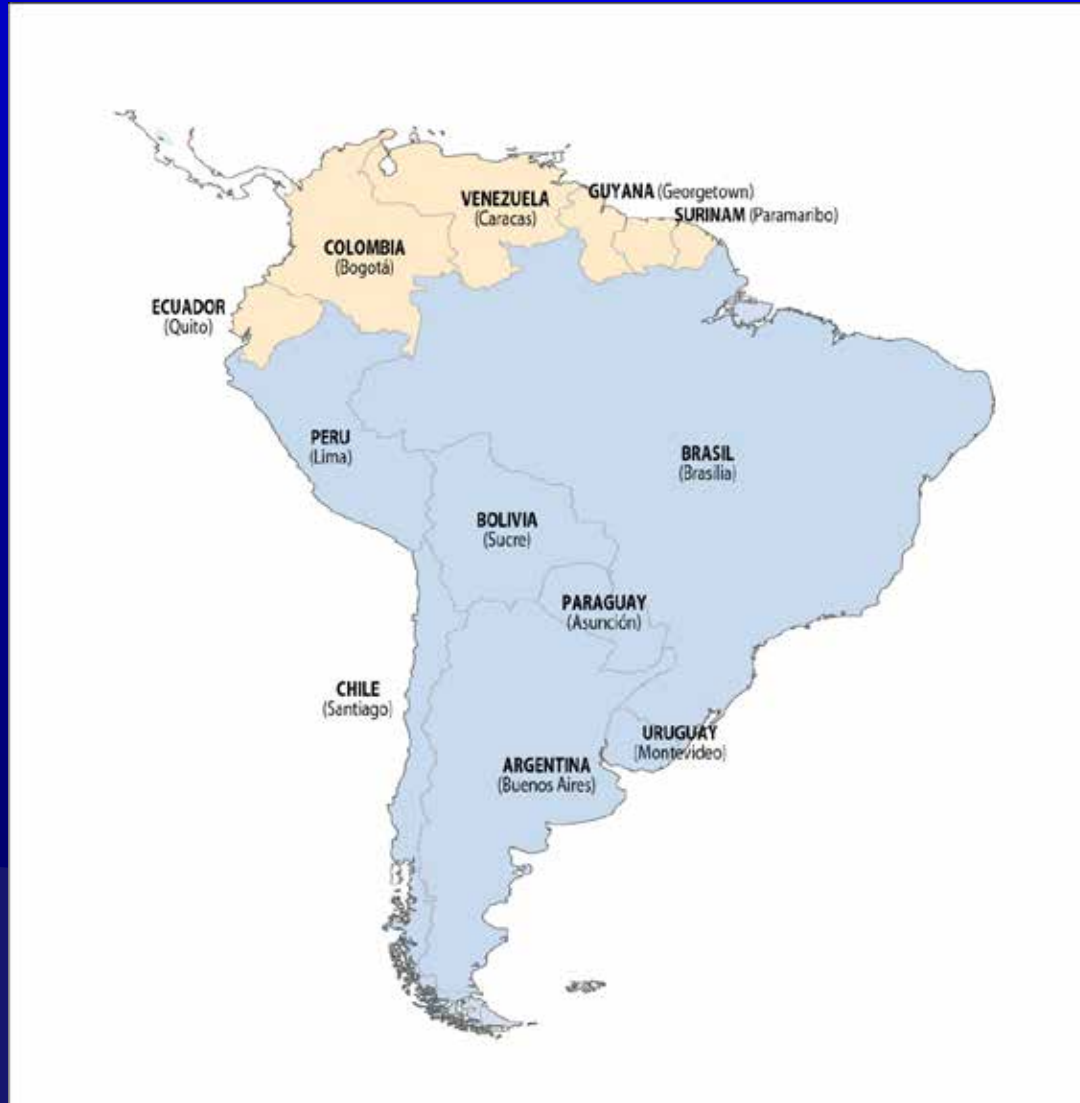 VENEZUELA
(Caracas)
GUYANA (Georgetown)
SURINAM (Paramaribo)
COLOMBIA
(Bogotá)
ECUADOR
(Quito)
PERU
(Lima)
BRASIL
(Brasília)
BOLIVIA
(Sucre)
PARAGUAY
(Asunción)
CHILE
(Santiago)
URUGUAY
(Montevideo)
ARGENTINA
(Buenos Aires)